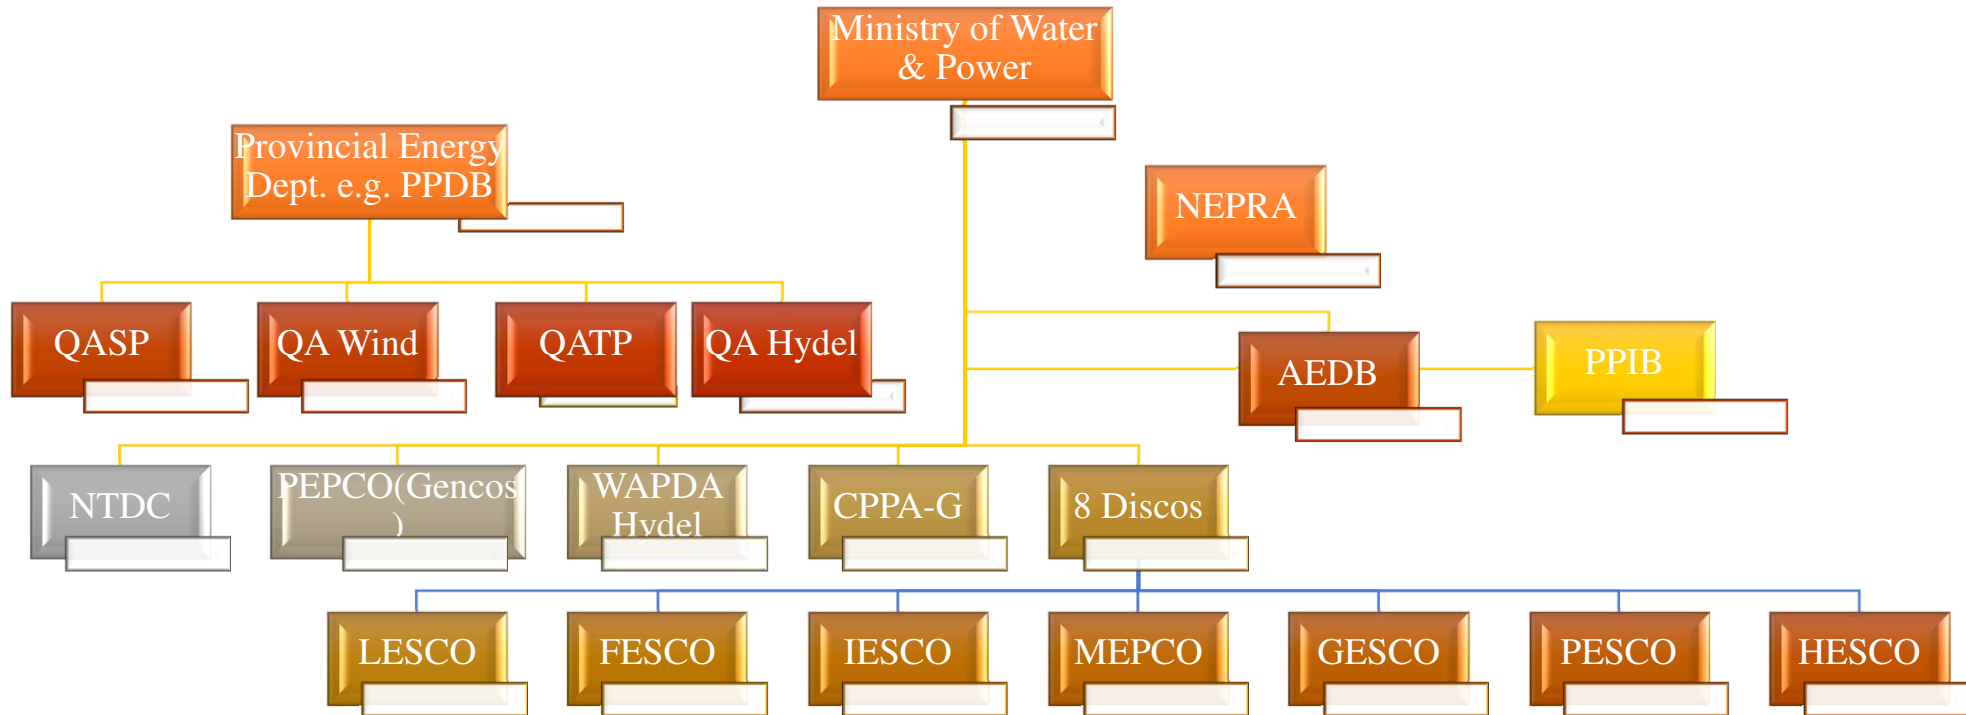 Ministry of Water
& Power
Provincial Energy
Dept. e.g. PPDB
NEPRA
QASP
QA Wind
QATP
QA Hydel
AEDB
PPIB
NTDC
PEPCO(Gencos
)
WAPDA
Hydel
CPPA-G
8 Discos
LESCO
FESCO
IESCO
MEPCO
GESCO
PESCO
HESCO